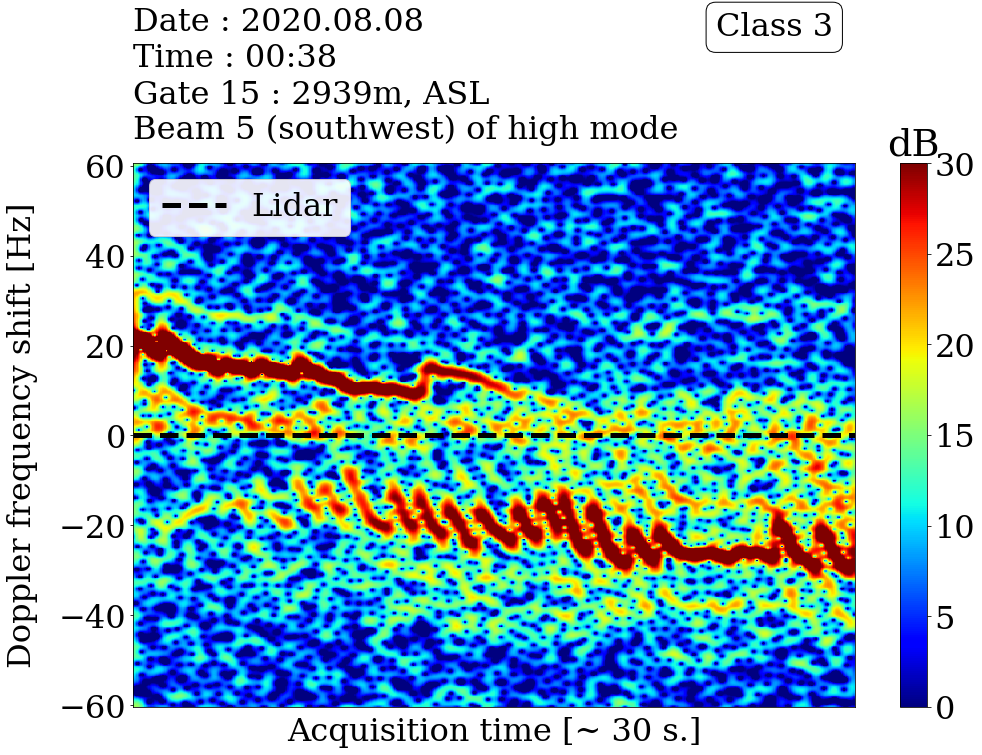 Date : 2020.08.08
Time : 00:38
Gate 15 : 2939m, ASL
Beam 5 (southwest) of high mode
Class 3
dB
Lidar
Doppler frequency shift [Hz]
60
40
20
0
−20
−40
−60
30
25
20
15
10
5
0
Acquisition time [~ 30 s.]